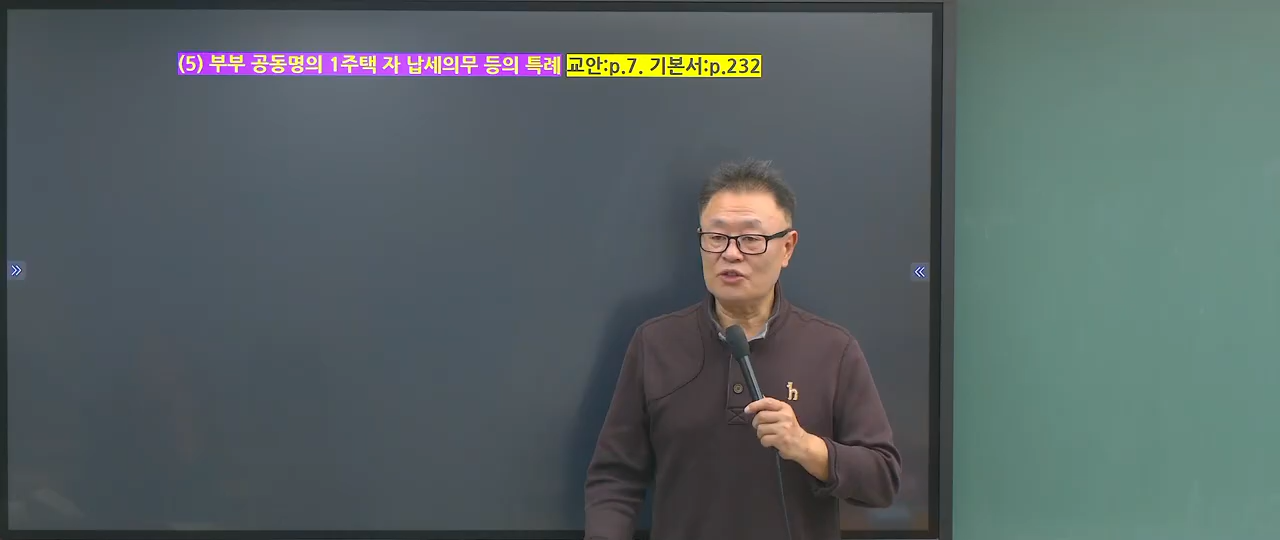 (5) 부부 공동명의 1주택 자 납세의무 등의 특례 교안:p.7. 기본서:p.232